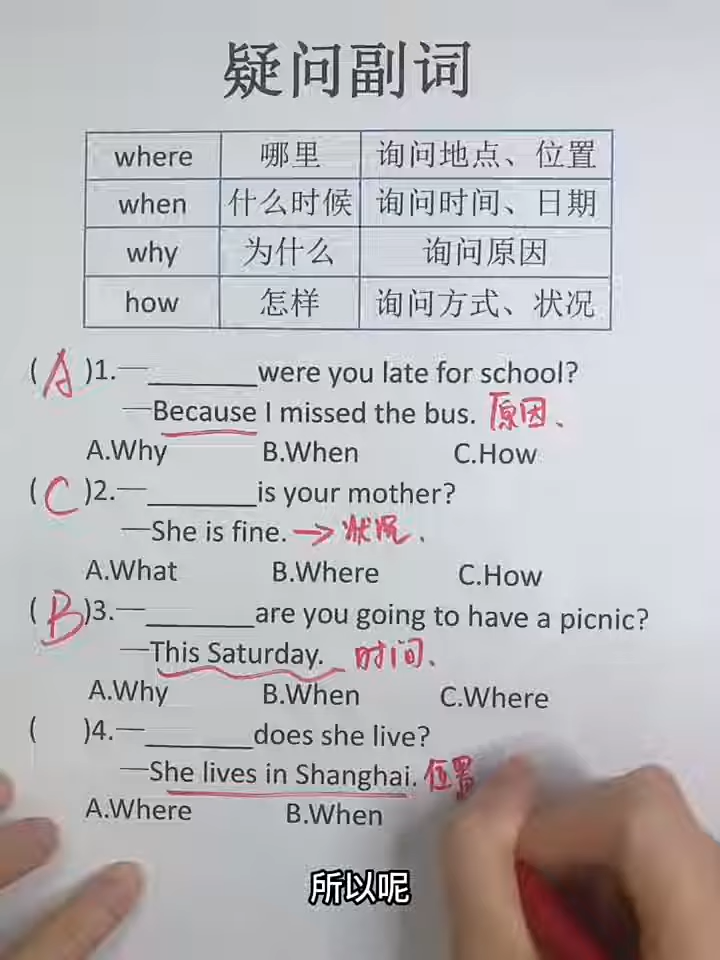 疑问副词
where 哪里 询问地点、位置
when 什么时候 询问时间、日期
why 为什么 询问原因
how 怎样 询问方式、状况
(A)1.—________were you late for school?
—Because I missed the bus. 原因、
A.Why B.When C.How
(C)2.—________is your mother?
—She is fine.→状况.
A.What B.Where C.How
(B)3.—________are you going to have a picnic?
—This Saturday. 时间、
A.Why B.When C.Where
( )4.—________does she live?
—She lives in Shanghai. 位置
A.Where B.When
所以呢